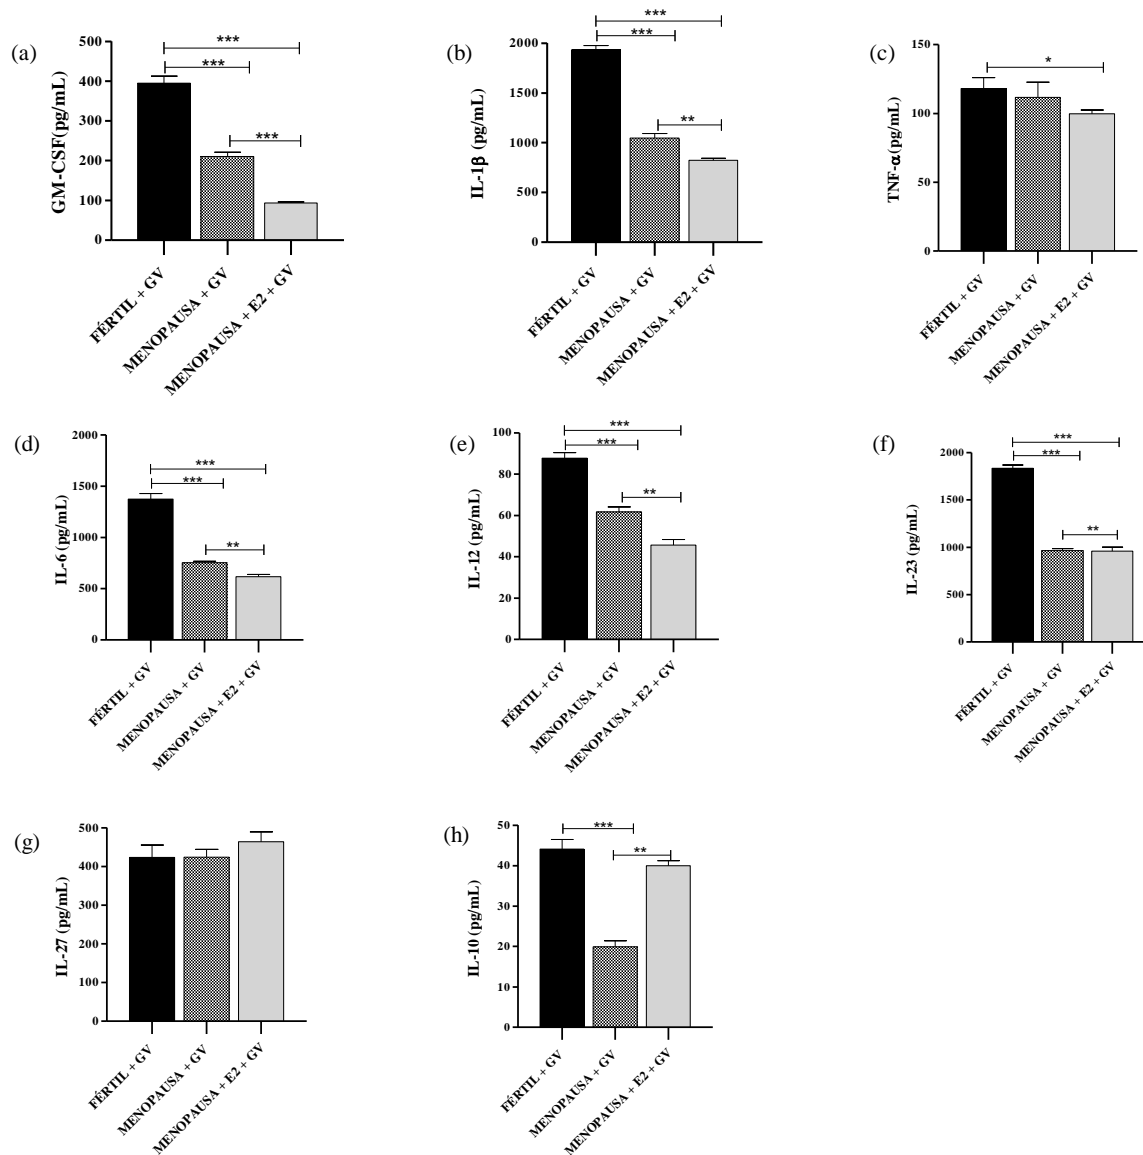 (a)
GM-CSF(pg/mL)
500
400
300
200
100
0
***
***
***
FÉRTIL + GV
MENOPAUSA + GV
MENOPAUSA + E2 + GV
(b)
IL-1β (pg/mL)
2000
1500
1000
500
0
***
***
**
FÉRTIL + GV
MENOPAUSA + GV
MENOPAUSA + E2 + GV
(c)
TNF-α(pg/mL)
150
100
50
0
*
FÉRTIL + GV
MENOPAUSA + GV
MENOPAUSA + E2 + GV
(d)
IL-6 (pg/mL)
2000
1500
1000
500
0
***
***
**
FÉRTIL + GV
MENOPAUSA + GV
MENOPAUSA + E2 + GV
(e)
IL-12 (pg/mL)
100
80
60
40
20
0
***
***
**
FÉRTIL + GV
MENOPAUSA + GV
MENOPAUSA + E2 + GV
(f)
IL-23 (pg/mL)
2000
1500
1000
500
0
***
***
**
FÉRTIL + GV
MENOPAUSA + GV
MENOPAUSA + E2 + GV
(g)
IL-27 (pg/mL)
500
400
300
200
100
0
FÉRTIL + GV
MENOPAUSA + GV
MENOPAUSA + E2 + GV
(h)
IL-10 (pg/mL)
50
40
30
20
10
0
***
**
FÉRTIL + GV
MENOPAUSA + GV
MENOPAUSA + E2 + GV